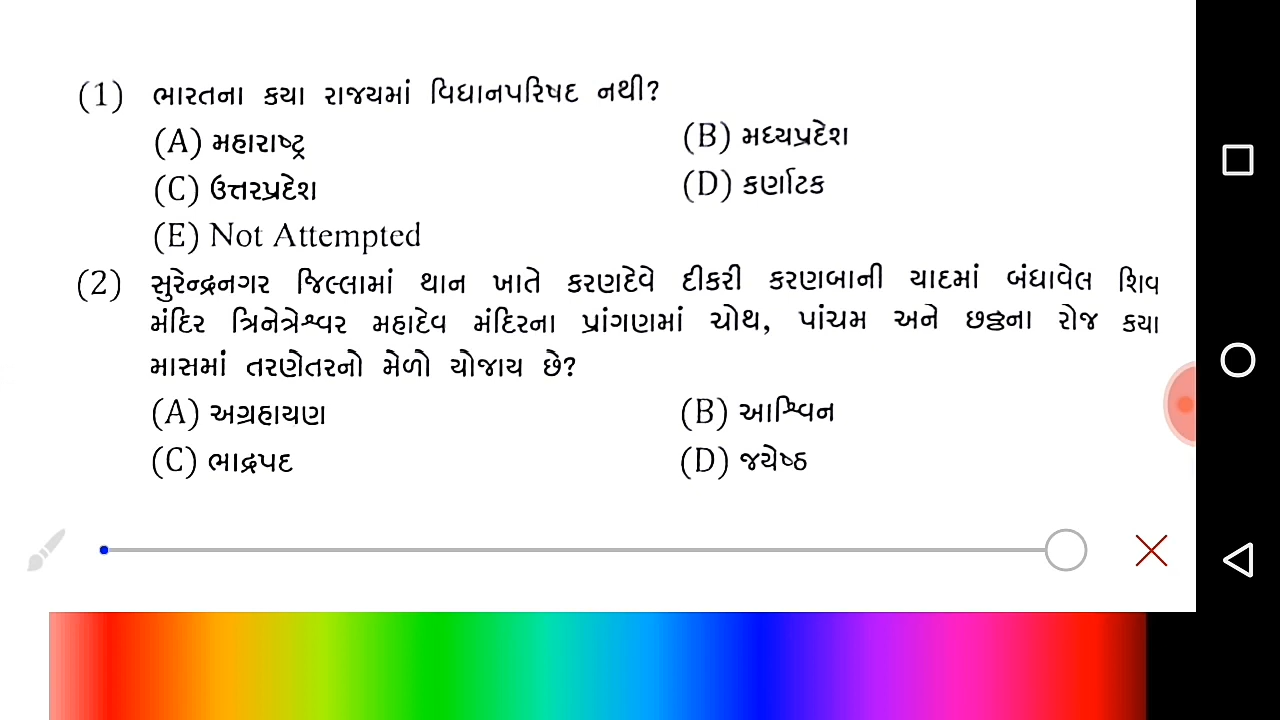 (1) ભારતના કયા રાજ્યમાં વિધાનપરિષદ નથી?
(A) મહારાષ્ટ્ર (B) મધ્યપ્રદેશ
(C) ઉત્તરપ્રદેશ (D) કર્ણાટક
(E) Not Attempted
(2) સુરેન્દ્રનગર જિલ્લામાં થાન ખાતે કરણદેવે દીકરી કરણબાની યાદમાં બંધાવેલ શિવ
મંદિર ત્રિનેત્રેશ્વર મહાદેવ મંદિરના પ્રાંગણમાં ચોથ, પાંચમ અને છઠ્ઠના રોજ કયા
માસમાં તરણેતરનો મેળો યોજાય છે?
(A) અગ્રહાયણ (B) આશ્વિન
(C) ભાદ્રપદ (D) જયેષ્ઠ